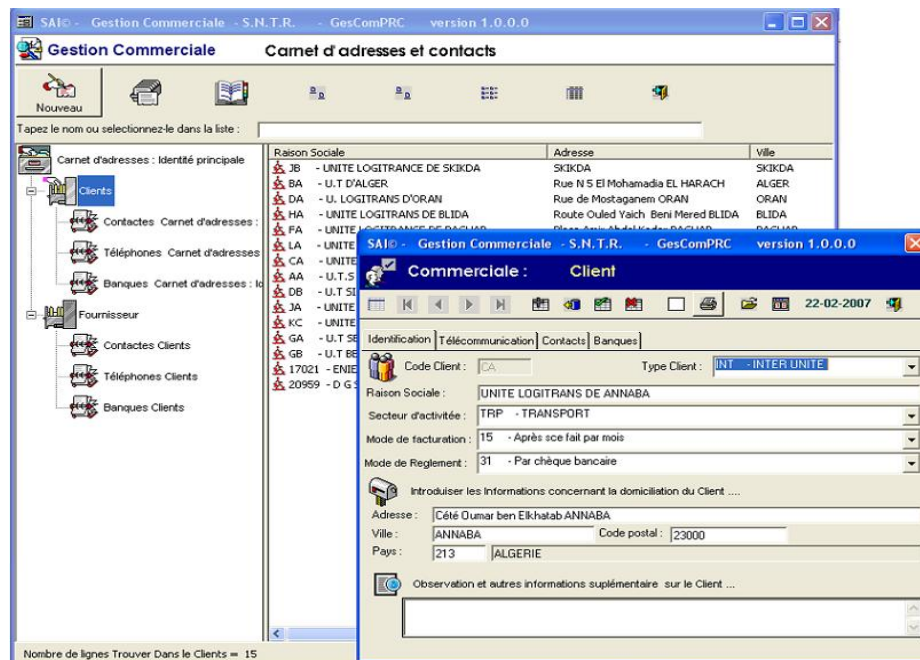 SAI© - Gestion Commerciale - S.N.T.R. - GesComPRC version 1.0.0.0
Gestion Commerciale Carnet d'adresses et contacts
Nouveau
Tapez le nom ou selectionnez-le dans la liste :
Carnet d'adresses : Identité principale
Clients
Contactes Carnet d'adresses :
Téléphones Carnet d'adresses
Banques Carnet d'adresses : Id
Fournisseur
Contactes Clients
Téléphones Clients
Banques Clients
Raison Sociale Adresse Ville
JB - UNITE LOGITRANCE DE SKIKDA SKIKDA SKIKDA
BA - U.T D'ALGER Rue N 5 El Mohamadia EL HARACH ALGER
DA - U. LOGITRANS D'ORAN Rue de Mostaganem ORAN ORAN
HA - UNITE LOGITRANS DE BLIDA Route Ouled Yaich Beni Mered BLIDA BLIDA
FA - UNITE
LA - UNITE
CA - UNITE
AA - U.T.S
DB - U.T SI
JA - UNITE
KC - UNITE
GA - U.T SE
GB - U.T BE
17021 - ENIE
20959 - D G S
Nombre de lignes Trouver Dans le Clients = 15
SAI© - Gestion Commerciale - S.N.T.R. - GesComPRC version 1.0.0.0
Commerciale : Client
22-02-2007
Identification Télécommunication Contacts Banques
Code Client : CA Type Client : INT - INTER UNITE
Raison Sociale : UNITE LOGITRANS DE ANNABA
Secteur d'activitée : TRP - TRANSPORT
Mode de facturation : 15 - Après sce fait par mois
Mode de Reglement : 31 - Par chèque bancaire
Introduiser les Informations concernant la domiciliation du Client ....
Adresse : Cété Oumar ben Elkhatab ANNABA
Ville : ANNABA Code postal : 23000
Pays : 213 ALGERIE
Observation et autres informations suplémentaire sur le Client ...